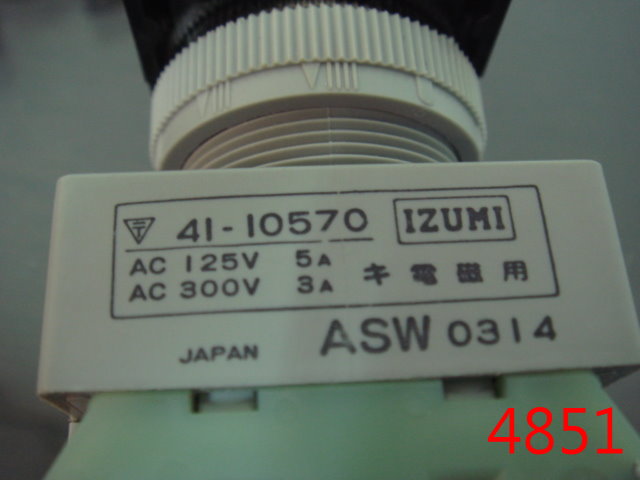 41-10570 IZUMI
AC 125V 5A
AC 300V 3A キ電磁用
JAPAN ASW 0314
4851